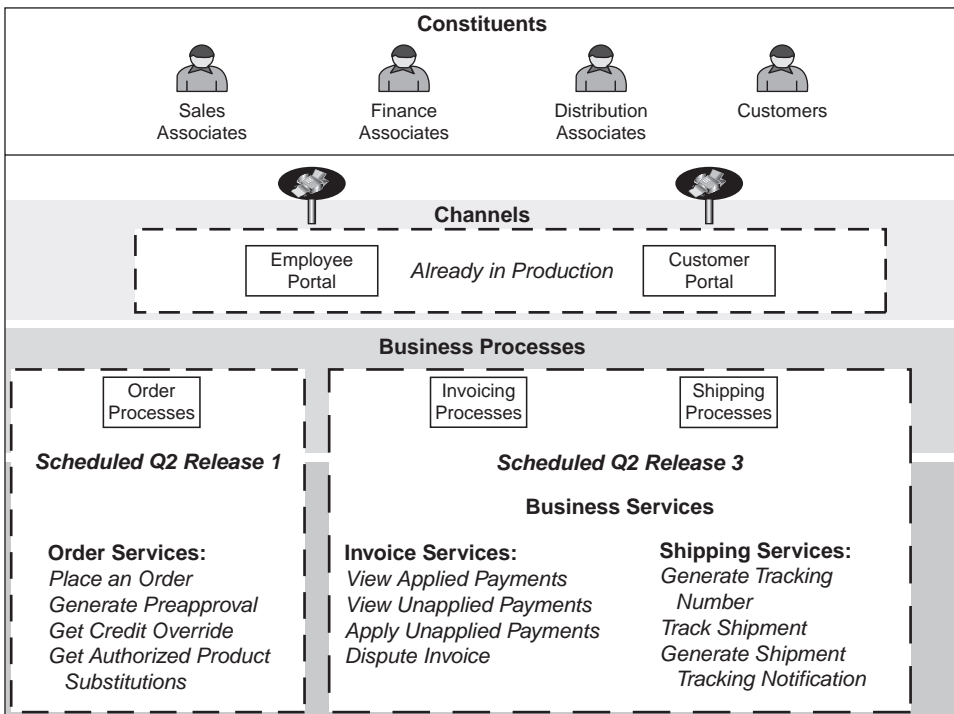 Constituents
Sales
Associates
Finance
Associates
Distribution
Associates
Customers
Channels
Employee
Portal
Already in Production
Customer
Portal
Business Processes
Order
Processes
Invoicing
Processes
Shipping
Processes
Scheduled Q2 Release 1
Scheduled Q2 Release 3
Business Services
Order Services:
Place an Order
Generate Preapproval
Get Credit Override
Get Authorized Product
Substitutions
Invoice Services:
View Applied Payments
View Unapplied Payments
Apply Unapplied Payments
Dispute Invoice
Shipping Services:
Generate Tracking
Number
Track Shipment
Generate Shipment
Tracking Notification